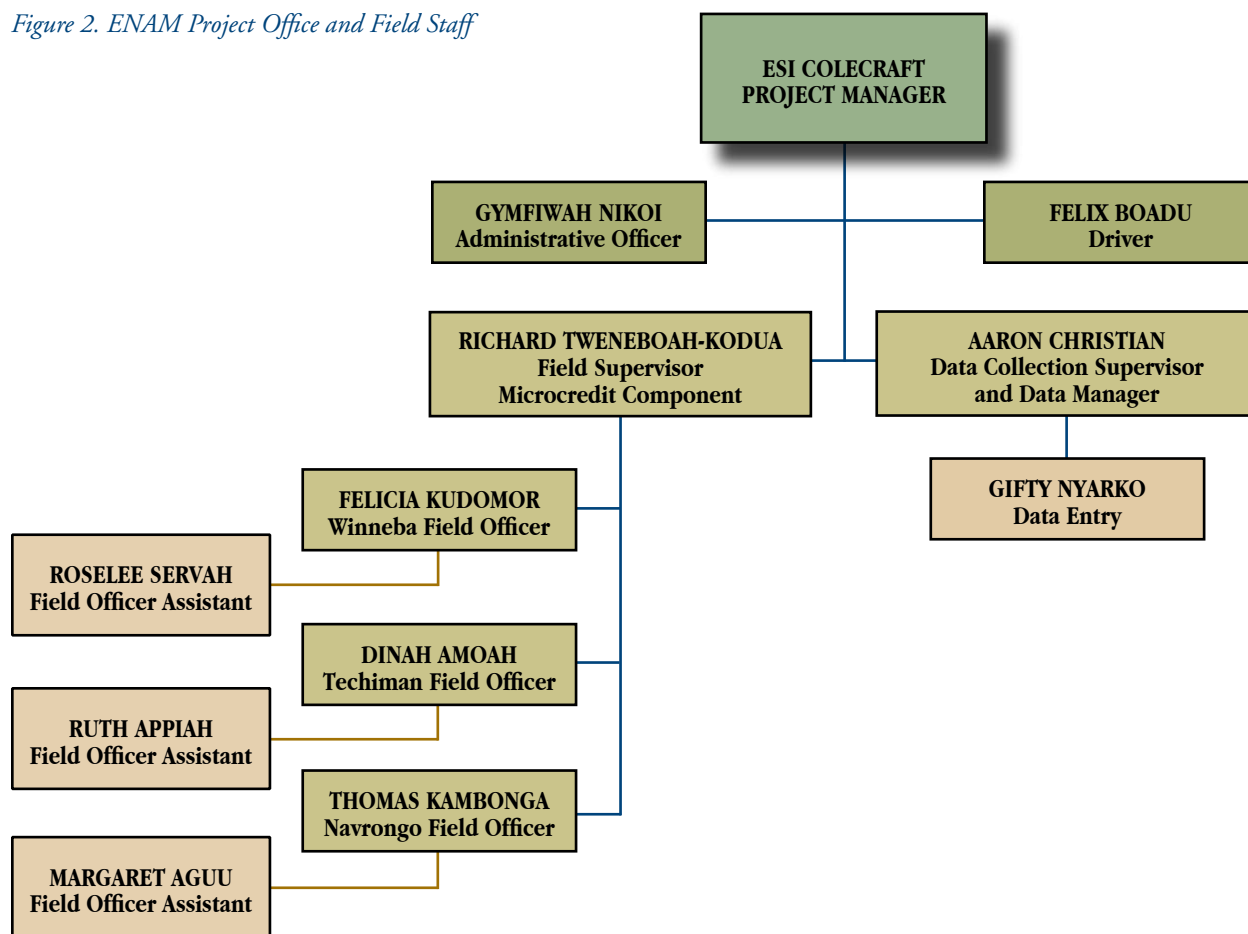 Figure 2. ENAM Project Office and Field Staff
ESI COLECRAFT
PROJECT MANAGER
GYMFIWAH NIKOI
Administrative Officer
FELIX BOADU
Driver
RICHARD TWENEBOAH-KODUA
Field Supervisor
Microcredit Component
AARON CHRISTIAN
Data Collection Supervisor
and Data Manager
GIFTY NYARKO
Data Entry
FELICIA KUDOMOR
Winneba Field Officer
ROSELEE SERVAH
Field Officer Assistant
DINAH AMOAH
Techiman Field Officer
RUTH APPIAH
Field Officer Assistant
THOMAS KAMBONGA
Navrongo Field Officer
MARGARET AGUU
Field Officer Assistant